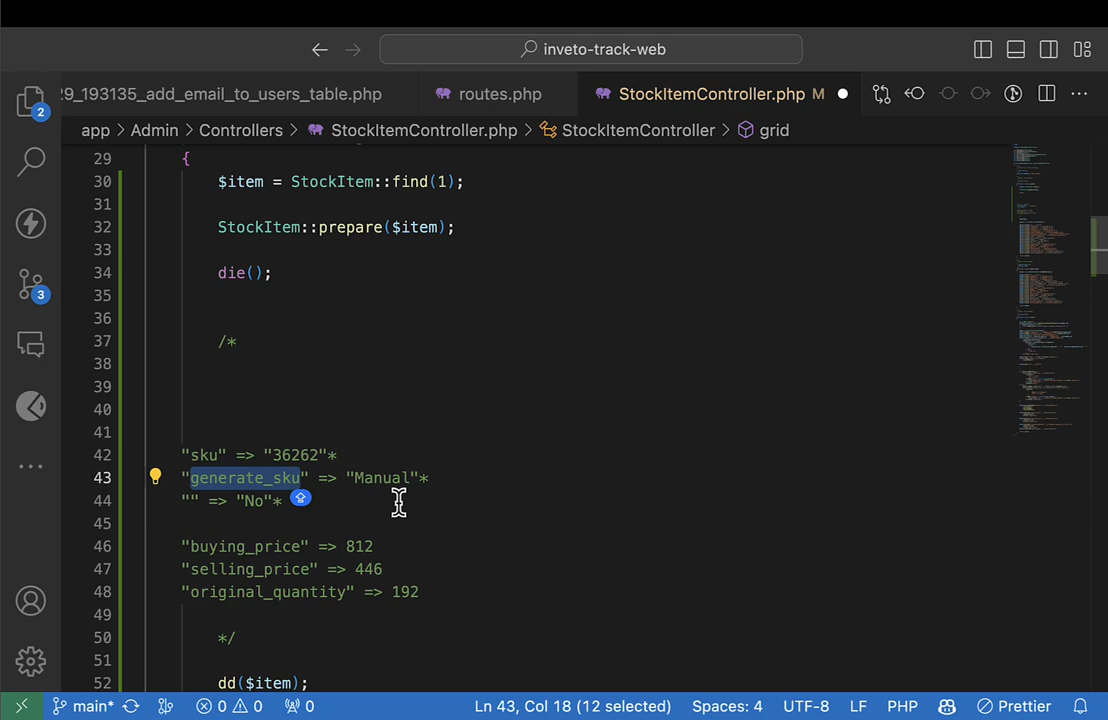 inveto-track-web
29_193135_add_email_to_users_table.php
routes.php
StockItemController.php M
app > Admin > Controllers > StockItemController.php > StockItemController > grid
2
3
29 {
30 $item = StockItem::find(1);
31
32 StockItem::prepare($item);
33
34 die();
35
36
37 /*
38
39
40
41
42 "sku" => "36262"*
43 "generate_sku" => "Manual"*
44 "" => "No"*
45
46 "buying_price" => 812
47 "selling_price" => 446
48 "original_quantity" => 192
49
50 */
51
52 dd($item);
main* 0 0 0 Ln 43, Col 18 (12 selected) Spaces: 4 UTF-8 LF PHP Prettier